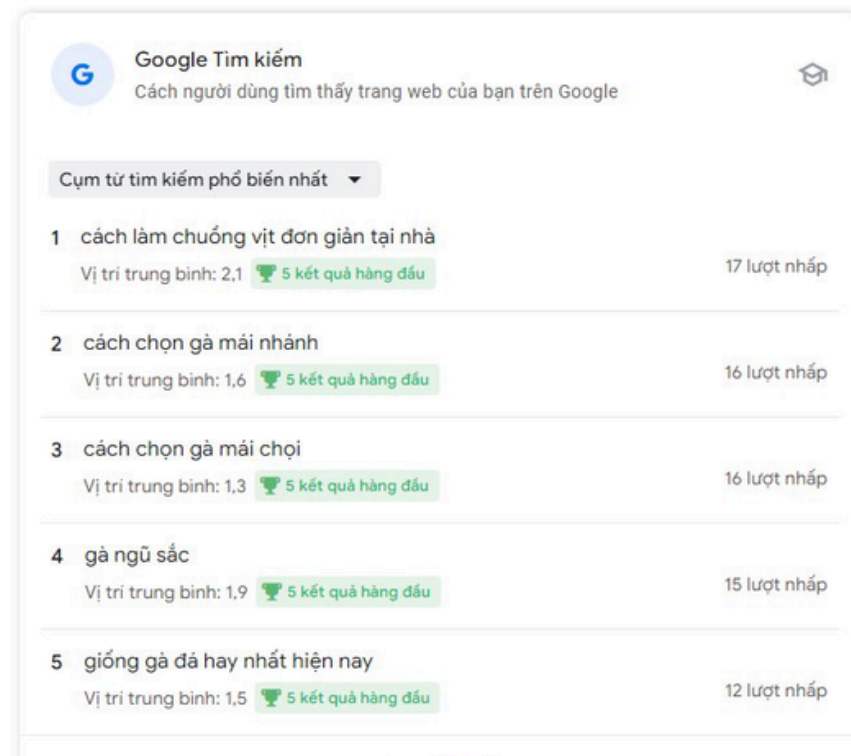 G
Google Tìm kiếm
Cách người dùng tìm thấy trang web của bạn trên Google
Cụm từ tìm kiếm phổ biến nhất
1 cách làm chuồng vịt đơn giản tại nhà
Vị trí trung bình: 2,1 5 kết quả hàng đầu
17 lượt nhấp
2 cách chọn gà mái nhánh
Vị trí trung bình: 1,6 5 kết quả hàng đầu
16 lượt nhấp
3 cách chọn gà mái chọi
Vị trí trung bình: 1,3 5 kết quả hàng đầu
16 lượt nhấp
4 gà ngũ sắc
Vị trí trung bình: 1,9 5 kết quả hàng đầu
15 lượt nhấp
5 giống gà đá hay nhất hiện nay
Vị trí trung bình: 1,5 5 kết quả hàng đầu
12 lượt nhấp